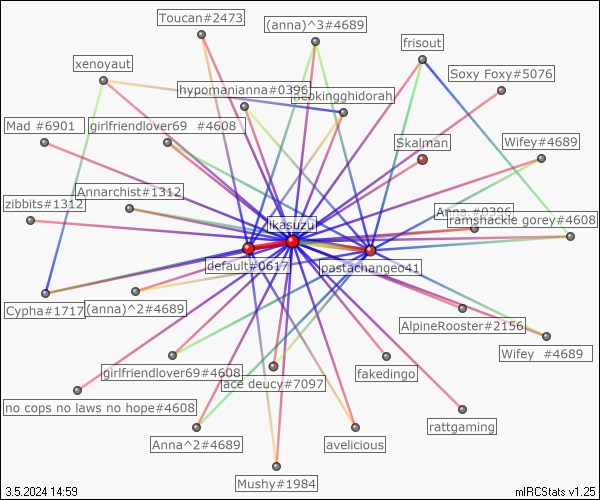 Toucan#2473
(anna)^3#4689
frisout
xenoyaut
Soxy Foxy#5076
hypomanianna#0396
neokingghidorah
Mad #6901
girlfriendlover69 #4608
Skalman
Wifey#4689
Annarchist#1312
zibbits#1312
Anna #0396
ramshackle gorey#4608
ikasuzu
default#0617
pastachangeo41
Cypha#1717
(anna)^2#4689
AlpineRooster#2156
Wifey #4689
girlfriendlover69#4608
ace deucy#7097
fakedingo
no cops no laws no hope#4608
rattgaming
Anna^2#4689
avelicious
Mushy#1984
3.5.2024 14:59
mIRCStats v1.25